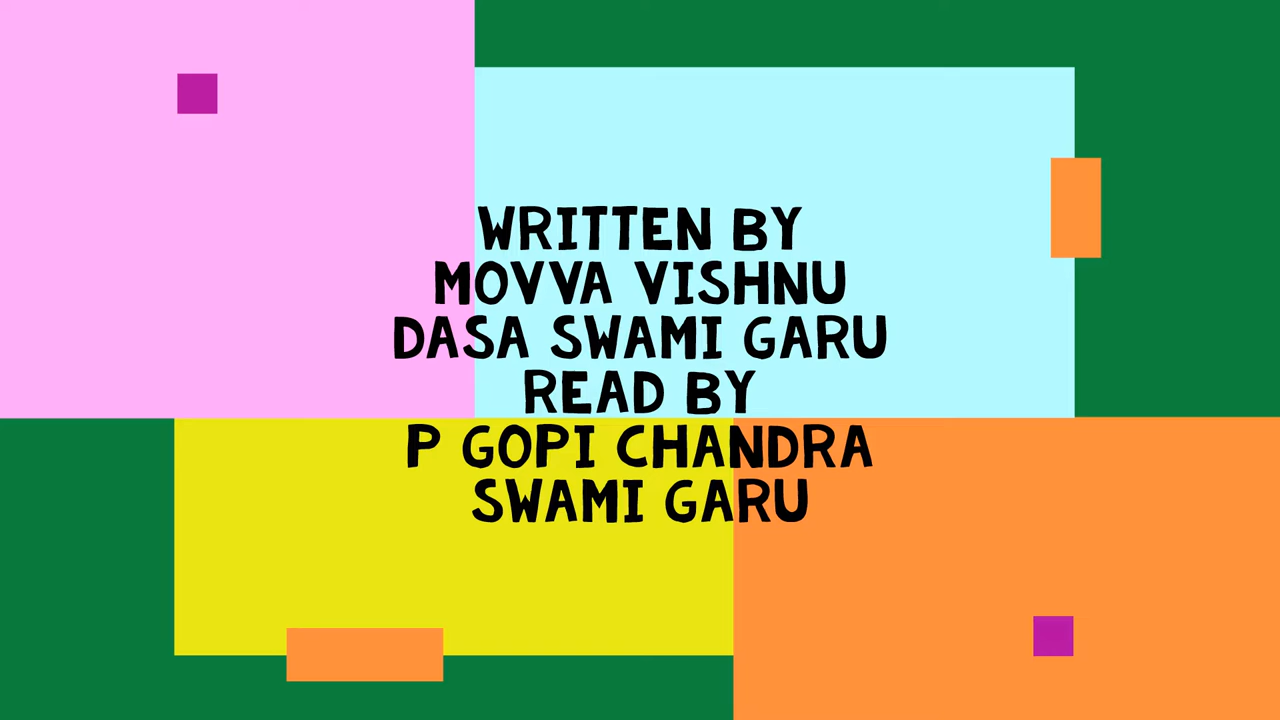 WRITTEN BY
MOVVA VISHNU
DASA SWAMI GARU
READ BY
P GOPI CHANDRA
SWAMI GARU